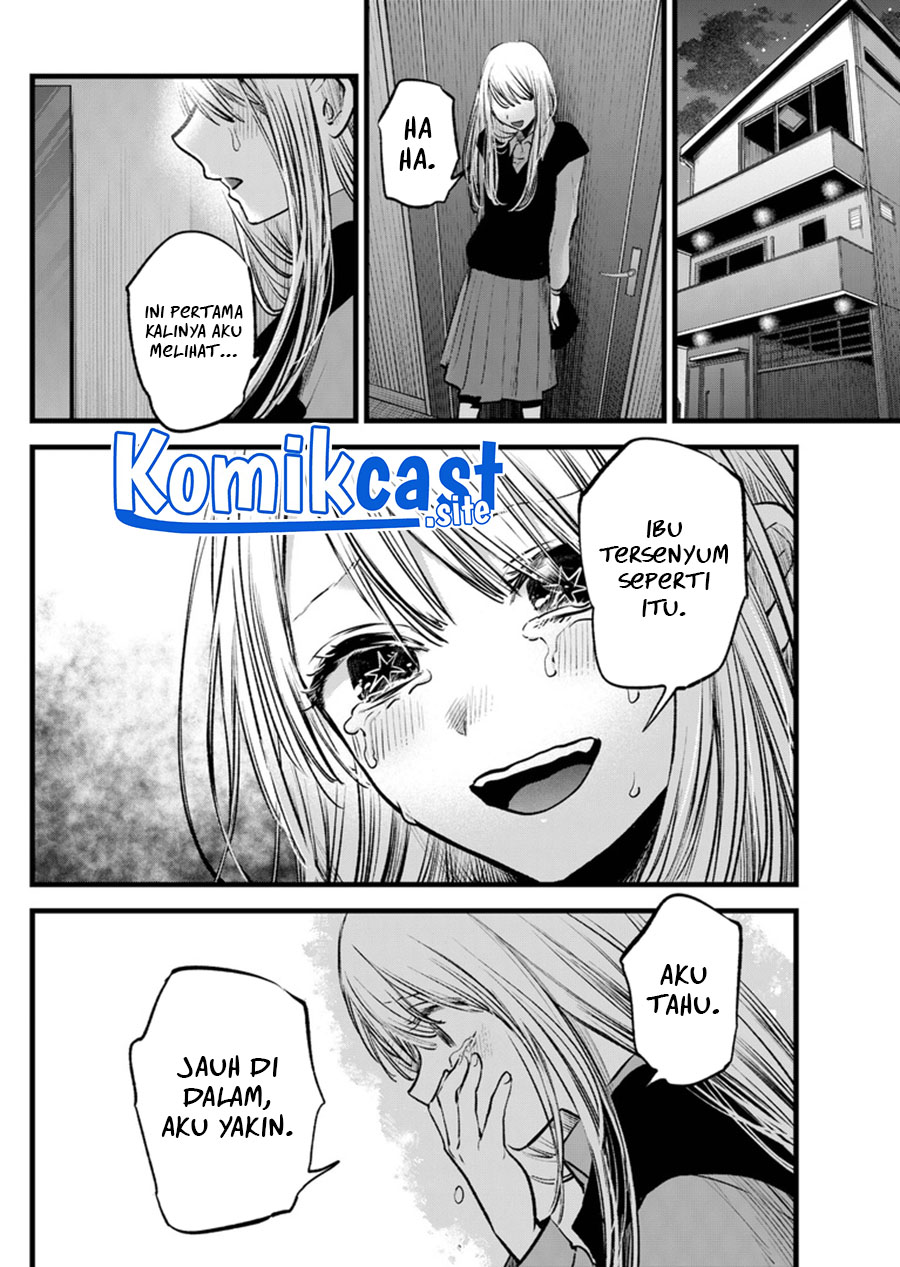 HA
HA.
INI PERTAMA
KALINYA AKU
MELIHAT...
Komikcast
.site
IBU
TERSENYUM
SEPERTI
ITU.
AKU
TAHU.
JAUH DI
DALAM,
AKU YAKIN.